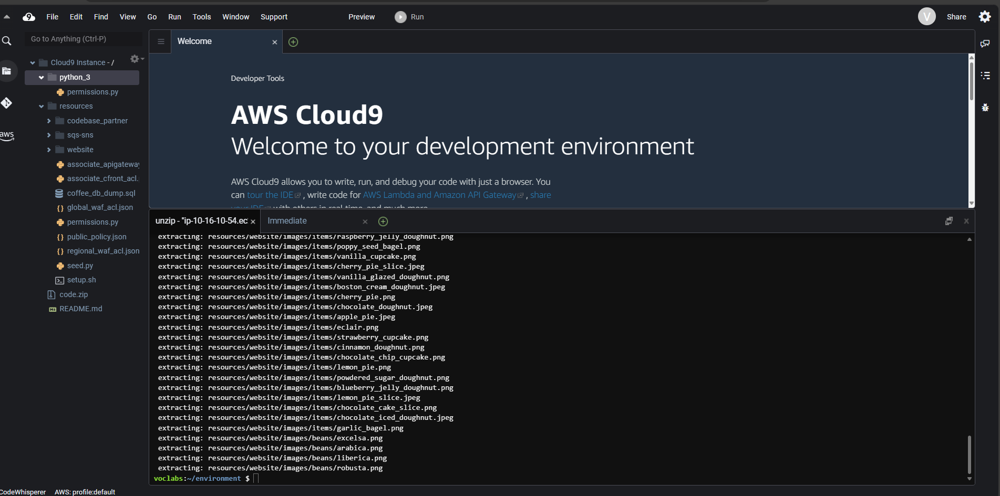 File Edit Find View Go Run Tools Window Support Preview Run V Share
Go to Anything (Ctrl-P)
Cloud9 Instance - /
python_3
permissions.py
resources
codebase_partner
sqs-sns
website
associate_apigateway
associate_cfront_acl.
coffee_db_dump.sql
global_waf_acl.json
permissions.py
public_policy.json
regional_waf_acl.json
seed.py
setup.sh
code.zip
README.md
aws
Welcome
Developer Tools
AWS Cloud9
Welcome to your development environment
AWS Cloud9 allows you to write, run, and debug your code with just a browser. You
can tour the IDE , write code for AWS Lambda and Amazon API Gateway , share
your IDE with others in real time, and much more.
unzip - "ip-10-16-10-54.ec Immediate
extracting: resources/website/images/items/raspberry_jelly_doughnut.png
extracting: resources/website/images/items/poppy_seed_bagel.png
extracting: resources/website/images/items/vanilla_cupcake.png
extracting: resources/website/images/items/cherry_pie_slice.jpeg
extracting: resources/website/images/items/vanilla_glazed_doughnut.png
extracting: resources/website/images/items/boston_cream_doughnut.jpeg
extracting: resources/website/images/items/cherry_pie.png
extracting: resources/website/images/items/chocolate_doughnut.jpeg
extracting: resources/website/images/items/apple_pie.jpeg
extracting: resources/website/images/items/eclair.png
extracting: resources/website/images/items/strawberry_cupcake.png
extracting: resources/website/images/items/cinnamon_doughnut.png
extracting: resources/website/images/items/chocolate_chip_cupcake.png
extracting: resources/website/images/items/lemon_pie.png
extracting: resources/website/images/items/powdered_sugar_doughnut.png
extracting: resources/website/images/items/blueberry_jelly_doughnut.png
extracting: resources/website/images/items/lemon_pie_slice.jpeg
extracting: resources/website/images/items/chocolate_cake_slice.png
extracting: resources/website/images/items/chocolate_iced_doughnut.jpeg
extracting: resources/website/images/items/garlic_bagel.png
extracting: resources/website/images/beans/excelsa.png
extracting: resources/website/images/beans/arabica.png
extracting: resources/website/images/beans/liberica.png
extracting: resources/website/images/beans/robusta.png
voclabs:~/environment $
CodeWhisperer AWS: profile:default